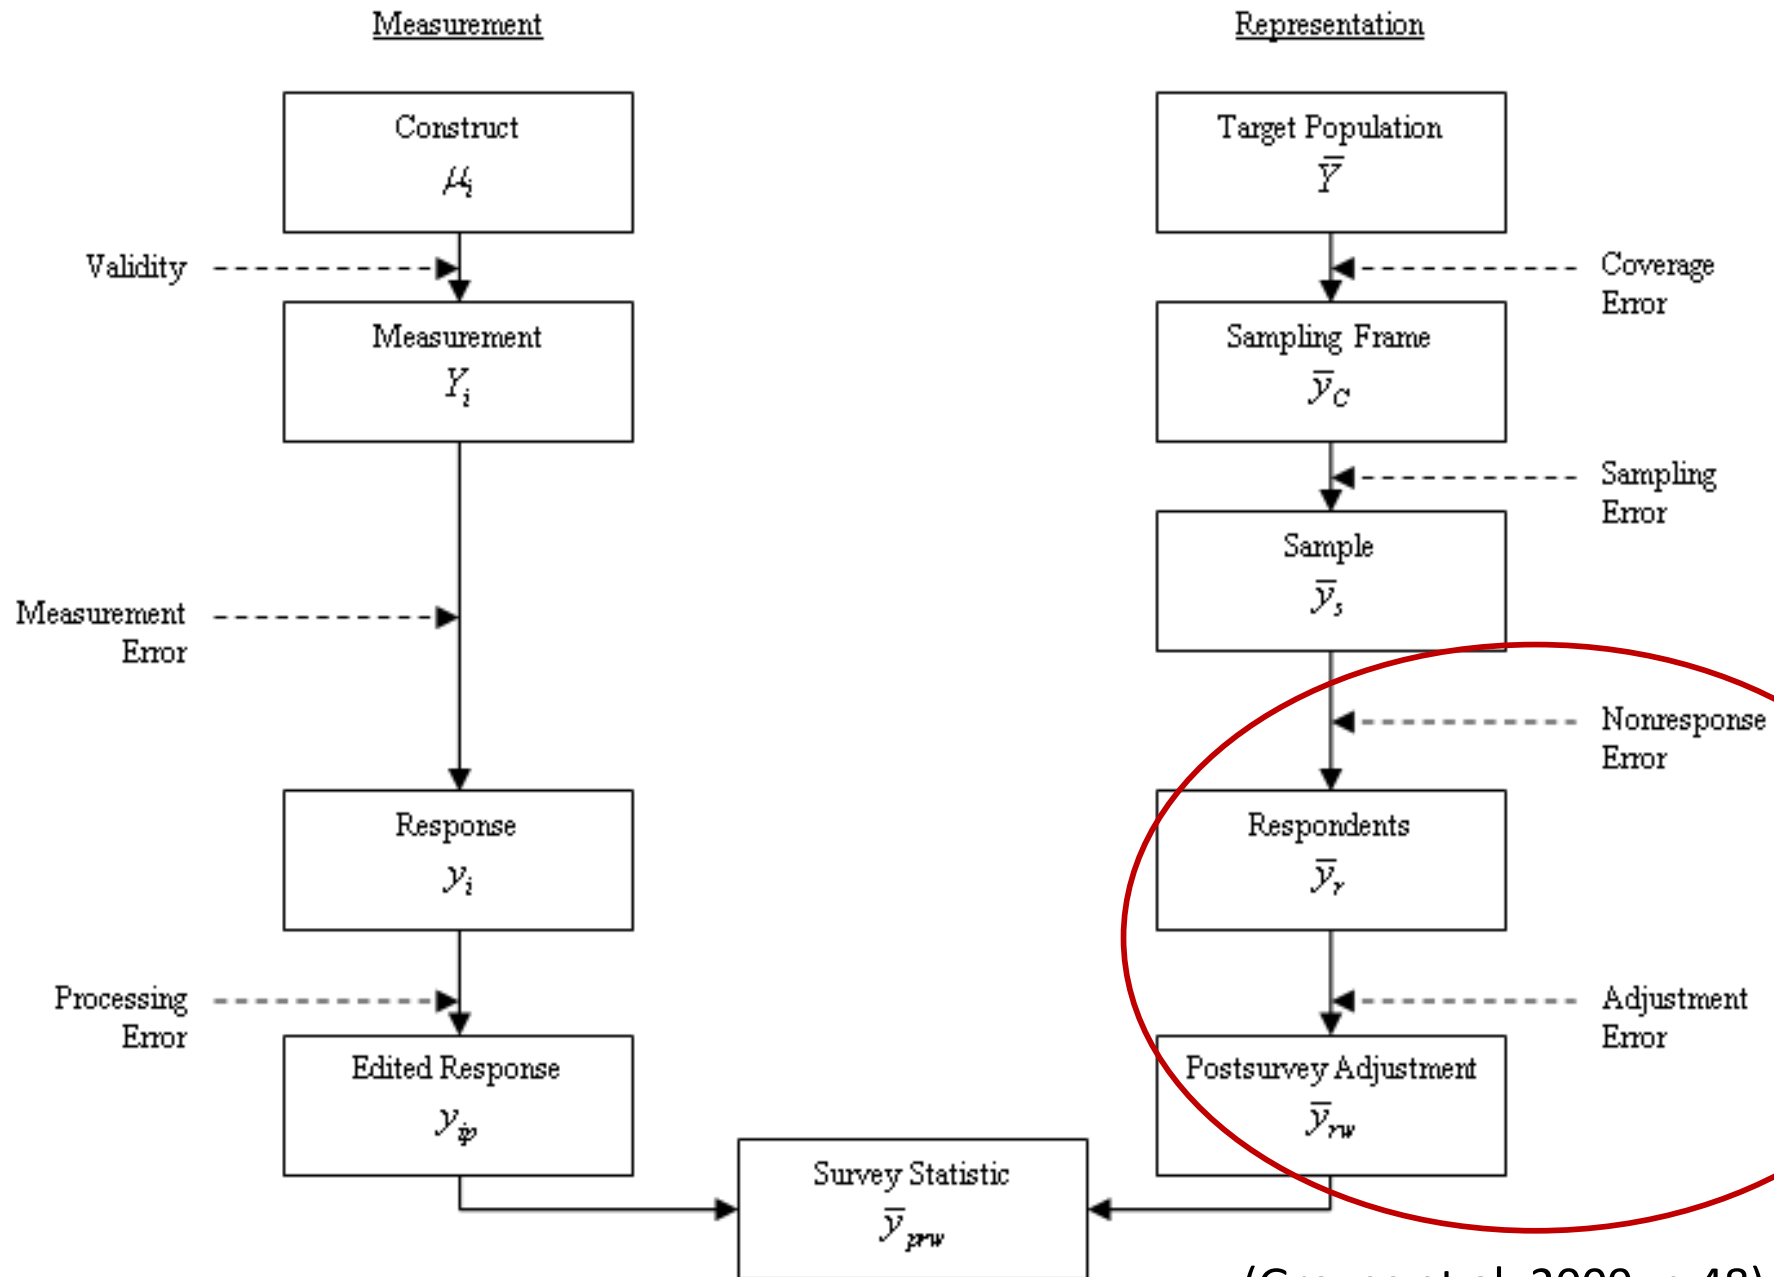 Measurement
Construct
μi
Validity
Measurement
Yi
Measurement
Error
Response
yi
Processing
Error
Edited Response
yip
Survey Statistic
ȳprw
Representation
Target Population
Ȳ
Coverage
Error
Sampling Frame
ȳC
Sampling
Error
Sample
ȳs
Nonresponse
Error
Respondents
ȳr
Adjustment
Error
Postsurvey Adjustment
ȳrw